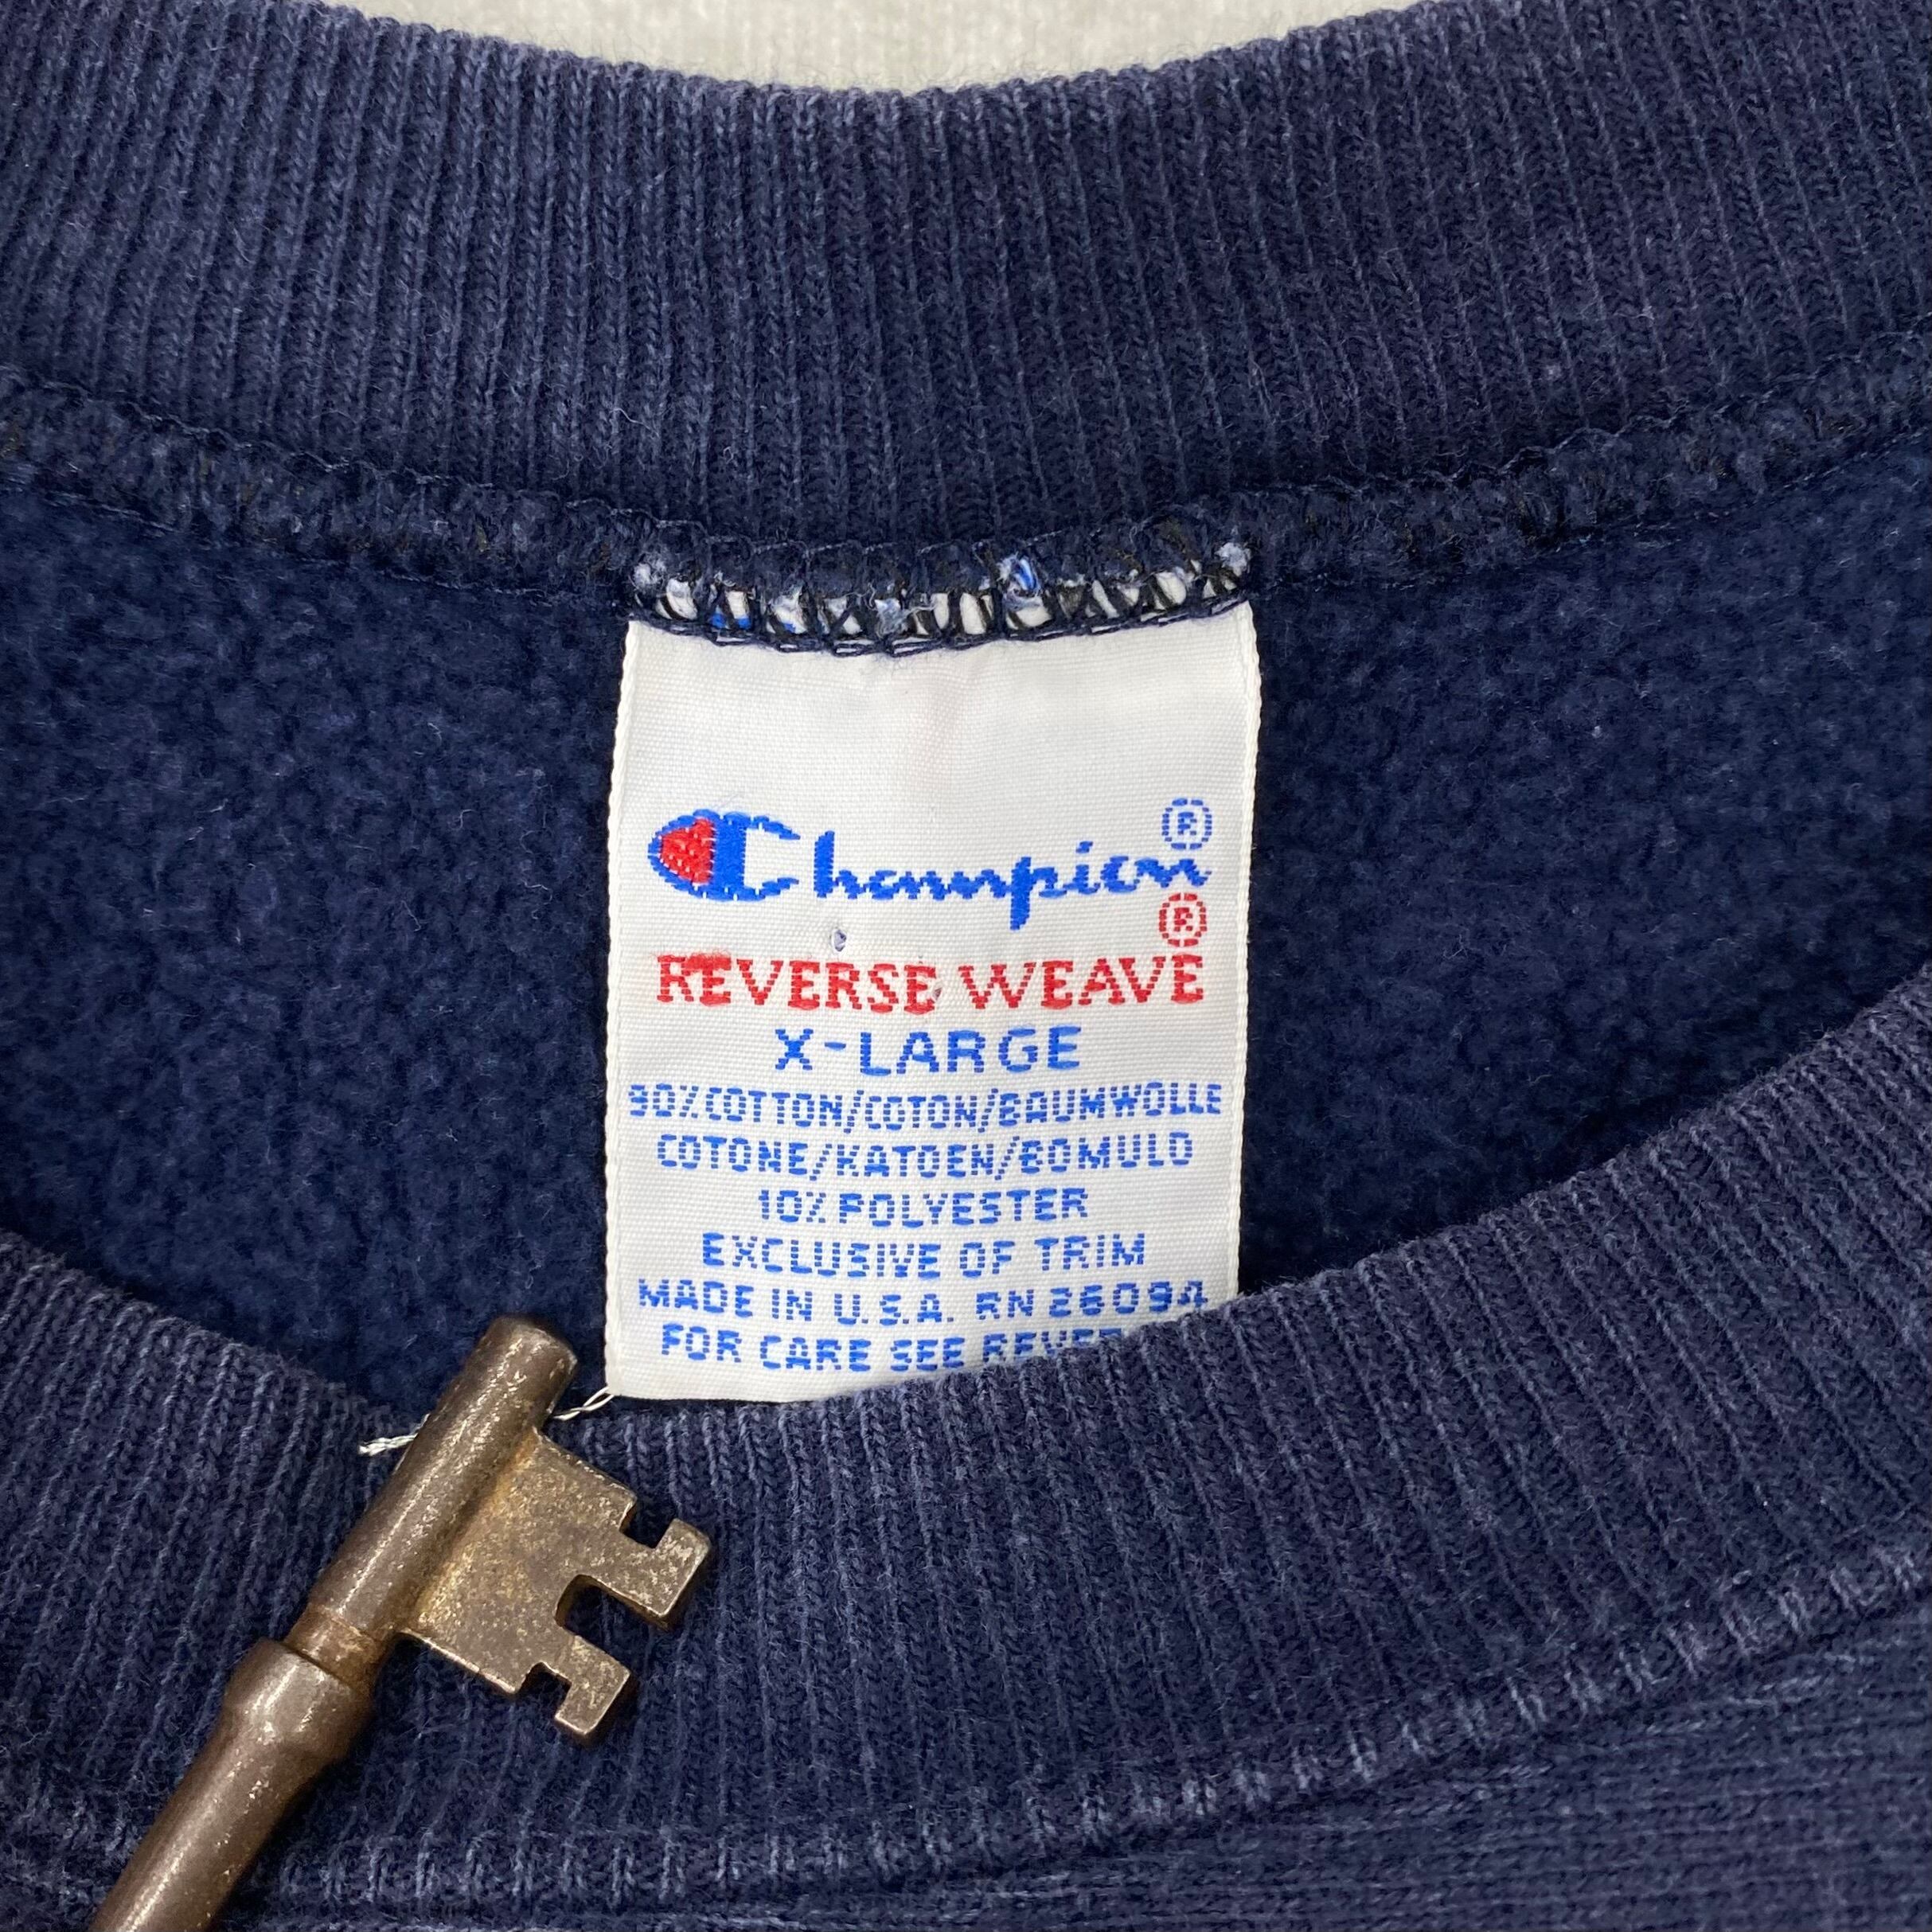 Champion ®
®
REVERSE WEAVE
X-LARGE
90% COTTON/COTON/BAUMWOLLE
COTONE/KATOEN/BOMULD
10% POLYESTER
EXCLUSIVE OF TRIM
MADE IN U.S.A. RN 26094
FOR CARE SEE